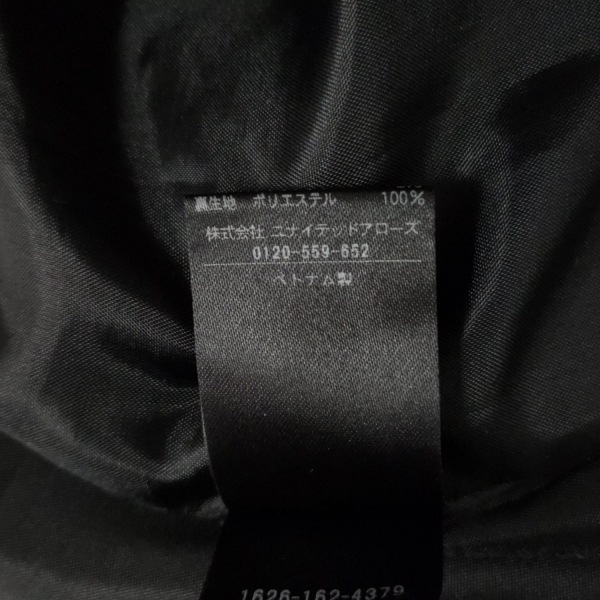 裏生地 ポリエステル 100%
株式会社 ユナイテッドアローズ
0120-559-652
ベトナム製
1626-162-4379